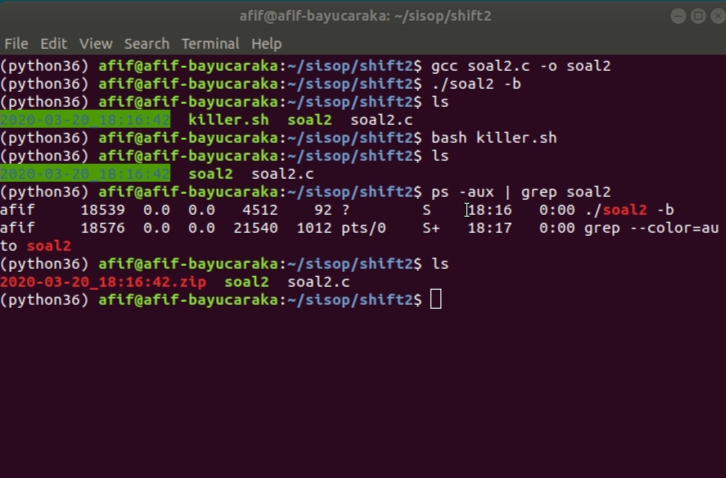 afif@afif-bayucaraka: ~/sisop/shift2
File Edit View Search Terminal Help
(python36) afif@afif-bayucaraka:~/sisop/shift2$ gcc soal2.c -o soal2
(python36) afif@afif-bayucaraka:~/sisop/shift2$ ./soal2 -b
(python36) afif@afif-bayucaraka:~/sisop/shift2$ ls
2020-03-20_18:16:42 killer.sh soal2 soal2.c
(python36) afif@afif-bayucaraka:~/sisop/shift2$ bash killer.sh
(python36) afif@afif-bayucaraka:~/sisop/shift2$ ls
2020-03-20_18:16:42 soal2 soal2.c
(python36) afif@afif-bayucaraka:~/sisop/shift2$ ps -aux | grep soal2
afif 18539 0.0 0.0 4512 92 ? S 18:16 0:00 ./soal2 -b
afif 18576 0.0 0.0 21540 1012 pts/0 S+ 18:17 0:00 grep --color=au
to soal2
(python36) afif@afif-bayucaraka:~/sisop/shift2$ ls
2020-03-20_18:16:42.zip soal2 soal2.c
(python36) afif@afif-bayucaraka:~/sisop/shift2$